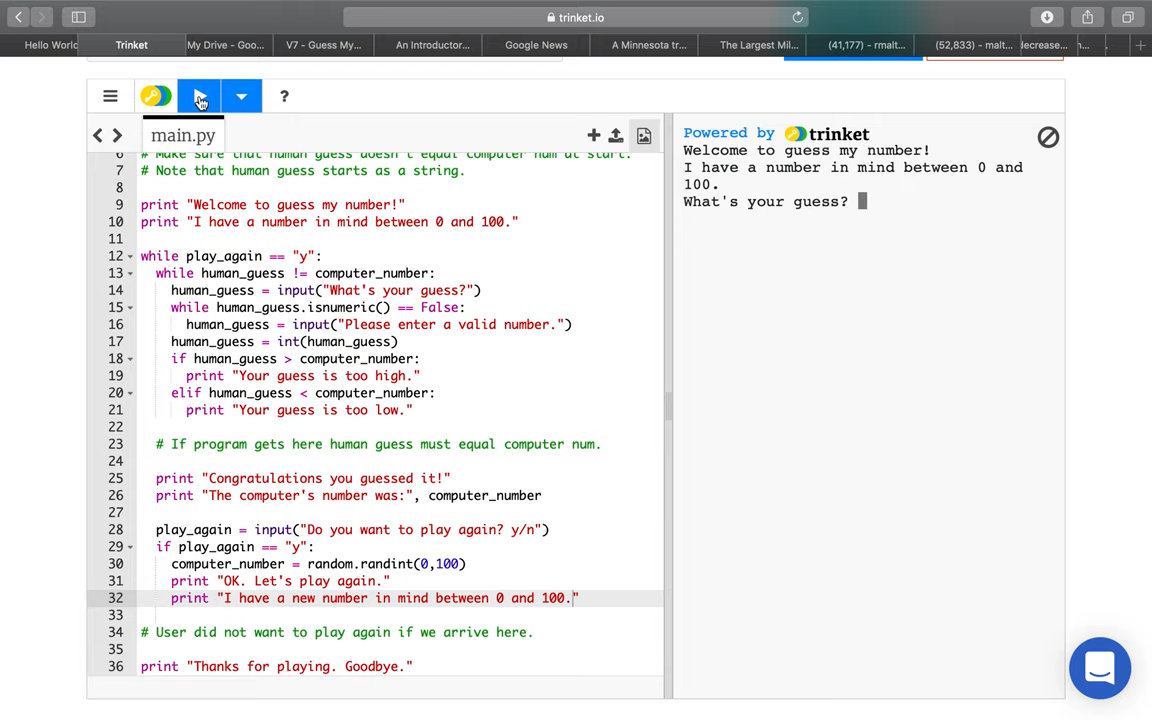 trinket.io
Hello World
Trinket
My Drive - Goo...
V7 - Guess My...
An Introductor...
Google News
A Minnesota tr...
The Largest Mil...
(41,177) - rmalt...
(52,833) - malt...
?
main.py
6 # Make sure that human guess doesn't equal computer num at start.
7 # Note that human guess starts as a string.
8
9 print "Welcome to guess my number!"
10 print "I have a number in mind between 0 and 100."
11
12 while play_again == "y":
13 while human_guess != computer_number:
14 human_guess = input("What's your guess?")
15 while human_guess.isnumeric() == False:
16 human_guess = input("Please enter a valid number.")
17 human_guess = int(human_guess)
18 if human_guess > computer_number:
19 print "Your guess is too high."
20 elif human_guess < computer_number:
21 print "Your guess is too low."
22
23 # If program gets here human guess must equal computer num.
24
25 print "Congratulations you guessed it!"
26 print "The computer's number was:", computer_number
27
28 play_again = input("Do you want to play again? y/n")
29 if play_again == "y":
30 computer_number = random.randint(0,100)
31 print "OK. Let's play again."
32 print "I have a new number in mind between 0 and 100."
33
34 # User did not want to play again if we arrive here.
35
36 print "Thanks for playing. Goodbye."
Powered by trinket
Welcome to guess my number!
I have a number in mind between 0 and
100.
What's your guess?